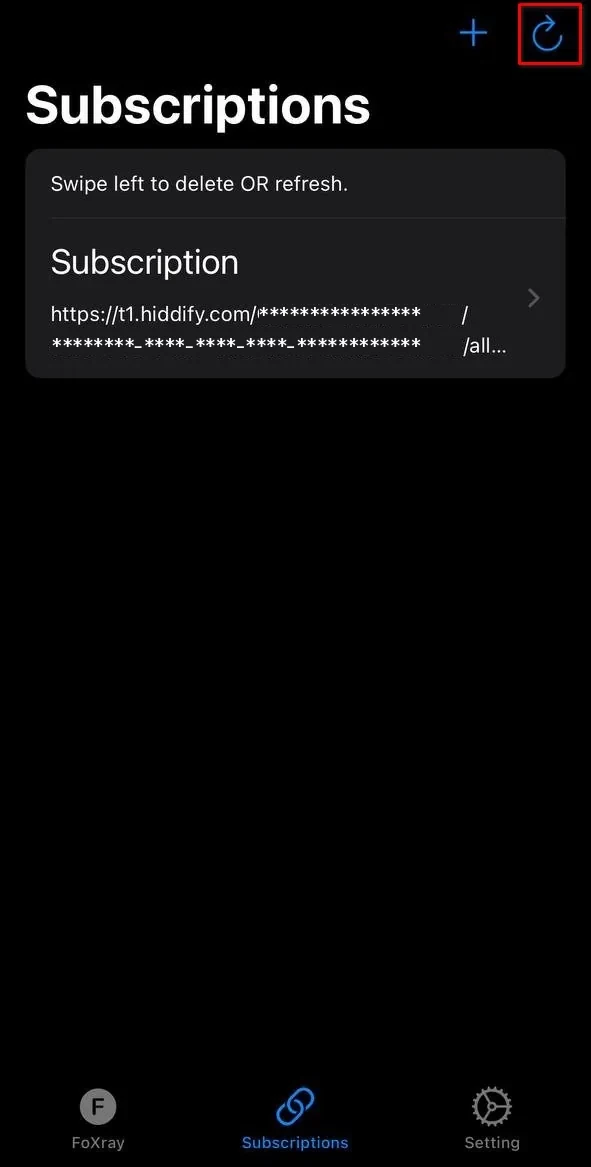 Subscriptions
Swipe left to delete OR refresh.
Subscription
https://t1.hiddify.com/**************** /
********-****-****-****-************ /all...
F
FoXray
Subscriptions
Setting